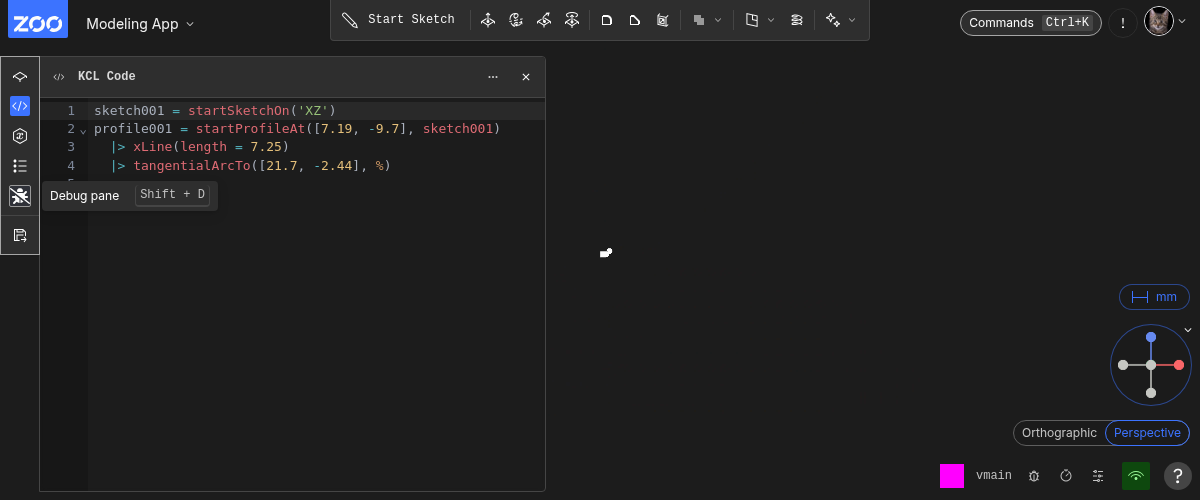 ZOO
Modeling App
Start Sketch
Commands Ctrl+K
!
KCL Code
1 sketch001 = startSketchOn('XZ')
2 profile001 = startProfileAt([7.19, -9.7], sketch001)
3 |> xLine(length = 7.25)
4 |> tangentialArcTo([21.7, -2.44], %)
Debug pane Shift + D
mm
Orthographic Perspective
vmain
?